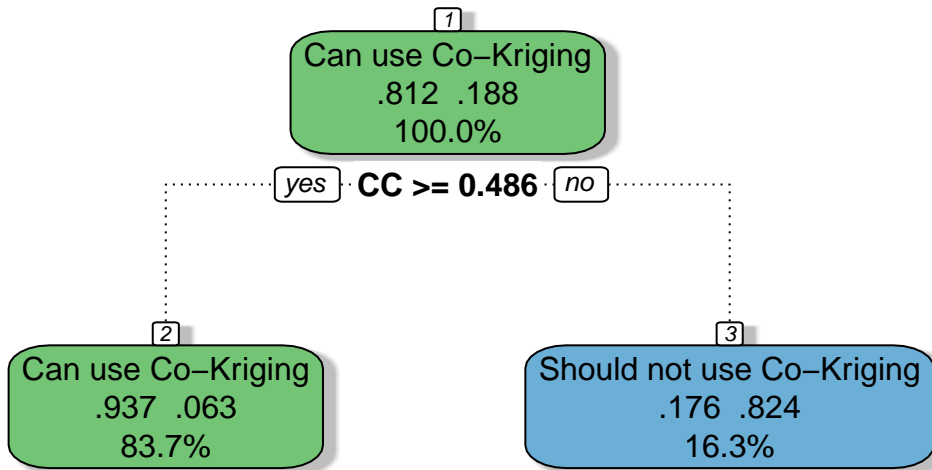 1
Can use Co−Kriging
.812 .188
100.0%
yes CC >= 0.486 no
2
Can use Co−Kriging
.937 .063
83.7%
3
Should not use Co−Kriging
.176 .824
16.3%